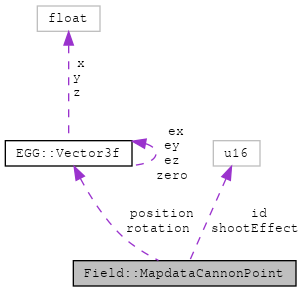 float
x
y
z
ex
ey
ez
zero
EGG::Vector3f
u16
position
rotation
id
shootEffect
Field::MapdataCannonPoint